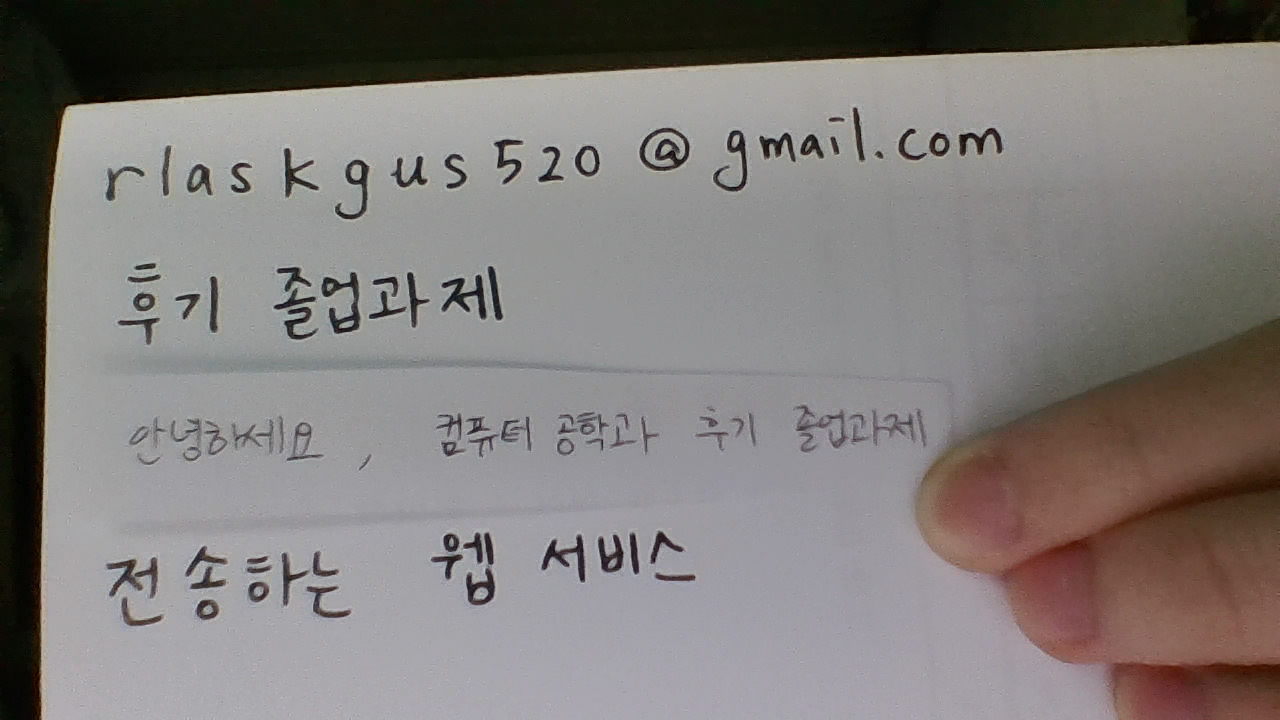 rlaskgus520@gmail.com
후기 졸업과제
안녕하세요, 컴퓨터 공학과 후기 졸업과제
전송하는 웹 서비스